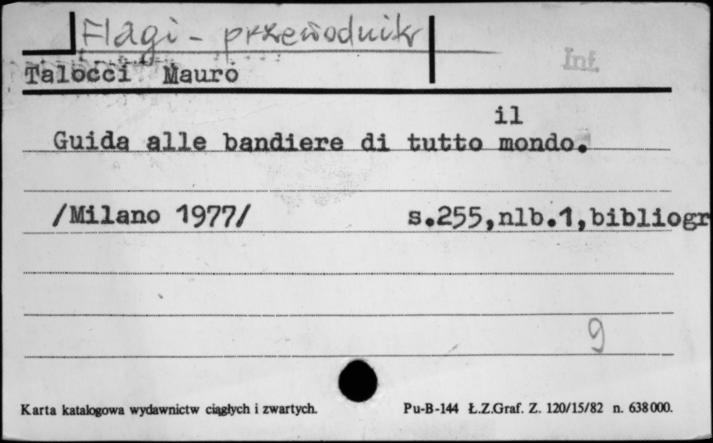 Flagi - przewodnik
Inf.
Talocci Mauro
il
Guida alle bandiere di tutto mondo.
/Milano 1977/ s.255,nlb.1,bibliogr
9
Karta katalogowa wydawnictw ciągłych i zwartych. Pu-B-144 Ł.Z.Graf. Z. 120/15/82 n. 638000.